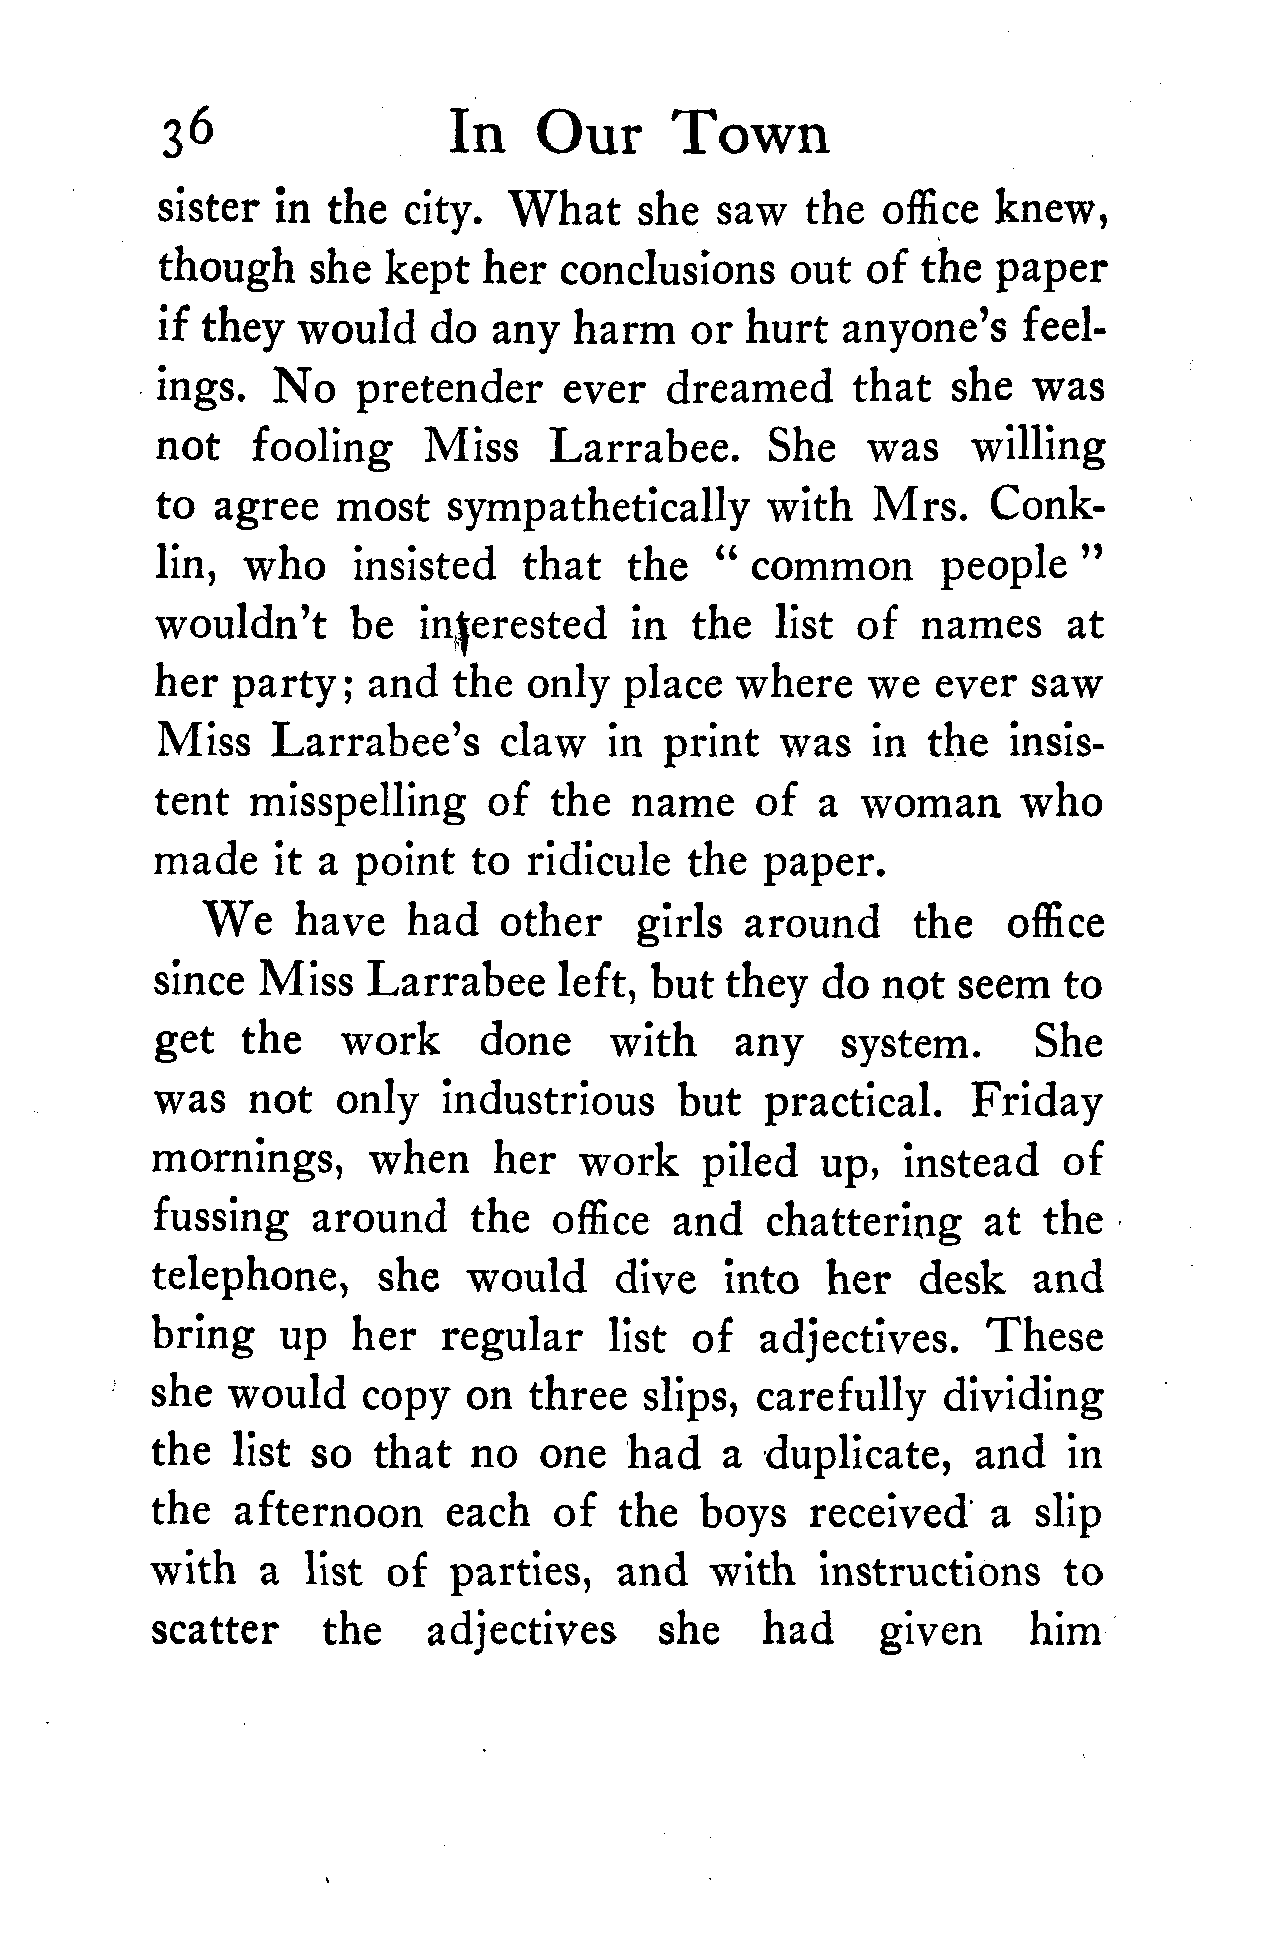 36 In Our Town
sister in the city. What she saw the office knew,
though she kept her conclusions out of the paper
if they would do any harm or hurt anyone's feel-
ings. No pretender ever dreamed that she was
not fooling Miss Larrabee. She was willing
to agree most sympathetically with Mrs. Conk-
lin, who insisted that the “ common people ”
wouldn't be interested in the list of names at
her party; and the only place where we ever saw
Miss Larrabee's claw in print was in the insis-
tent misspelling of the name of a woman who
made it a point to ridicule the paper.
We have had other girls around the office
since Miss Larrabee left, but they do not seem to
get the work done with any system. She
was not only industrious but practical. Friday
mornings, when her work piled up, instead of
fussing around the office and chattering at the
telephone, she would dive into her desk and
bring up her regular list of adjectives. These
she would copy on three slips, carefully dividing
the list so that no one had a duplicate, and in
the afternoon each of the boys received a slip
with a list of parties, and with instructions to
scatter the adjectives she had given him